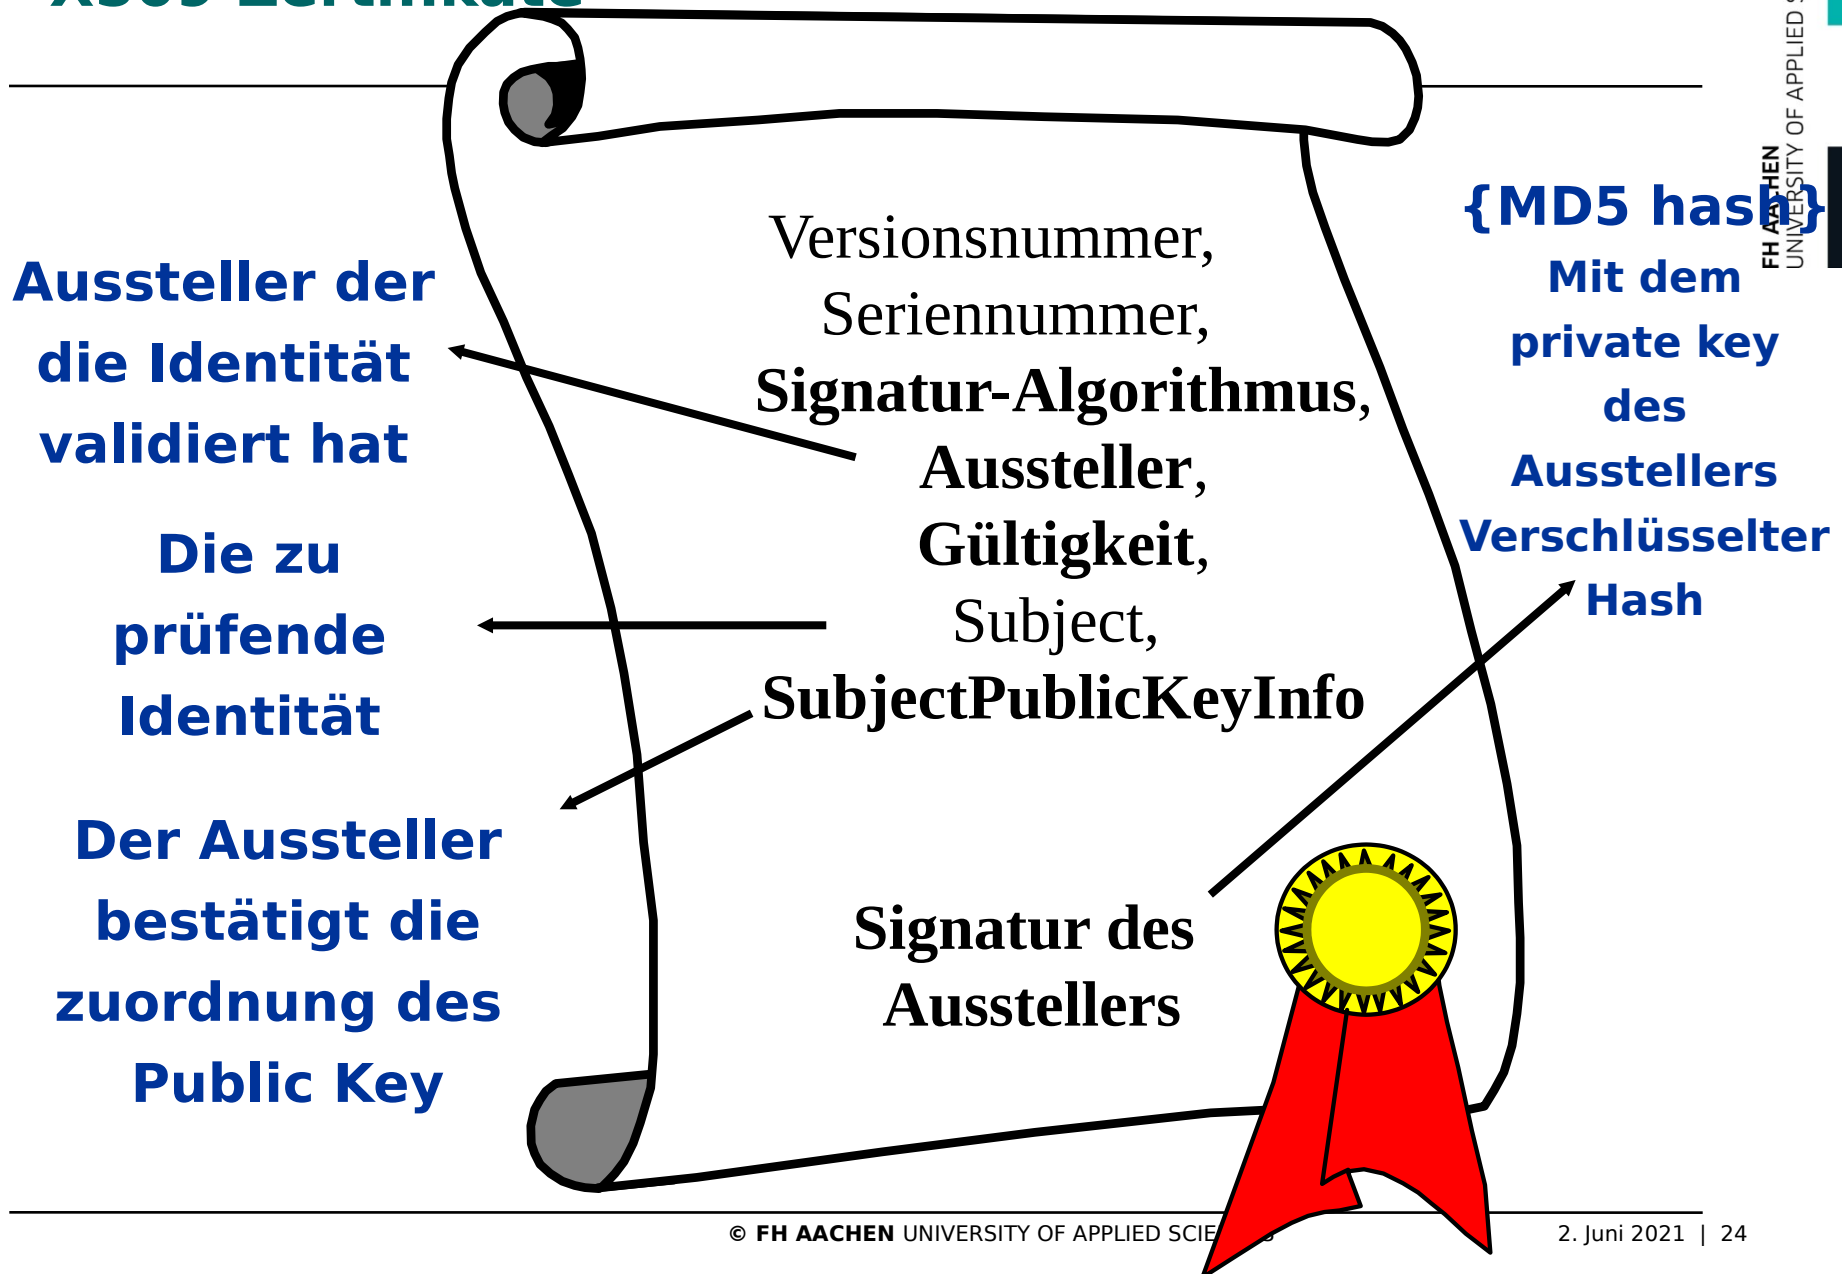 X509 Zertifikate
FH AACHEN
UNIVERSITY OF APPLIED
Versionsnummer,
Seriennummer,
Signatur-Algorithmus,
Aussteller,
Gültigkeit,
Subject,
SubjectPublicKeyInfo
Signatur des
Ausstellers
Aussteller der
die Identität
validiert hat
Die zu
prüfende
Identität
Der Aussteller
bestätigt die
zuordnung des
Public Key
{MD5 hash}
Mit dem
private key
des
Ausstellers
Verschlüsselter
Hash
© FH AACHEN UNIVERSITY OF APPLIED
2. Juni 2021 | 24